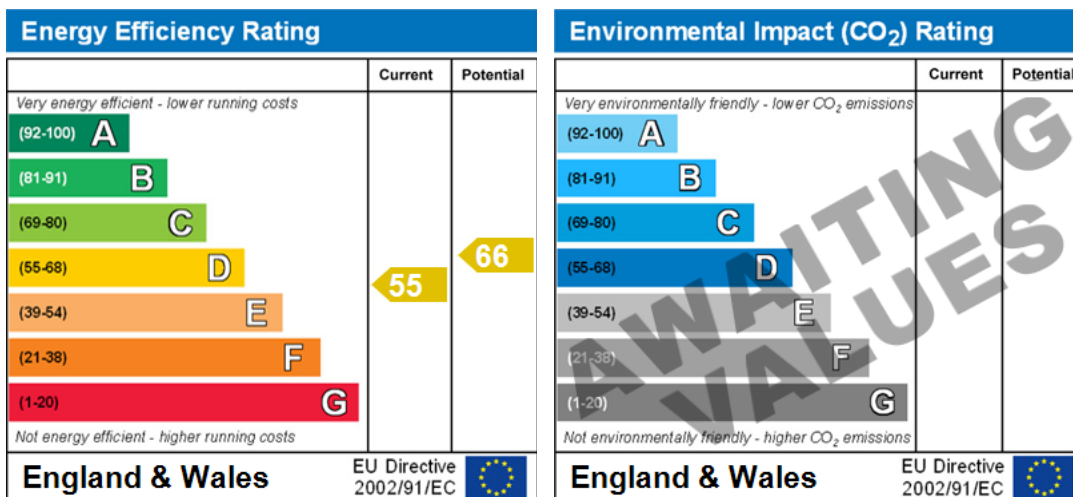 Energy Efficiency Rating
Current Potential
Very energy efficient - lower running costs
(92-100) A
(81-91) B
(69-80) C
(55-68) D
(39-54) E
(21-38) F
(1-20) G
55
66
Not energy efficient - higher running costs
England & Wales
EU Directive
2002/91/EC
Environmental Impact (CO₂) Rating
Current Potential
Very environmentally friendly - lower CO₂ emissions
(92-100) A
(81-91) B
(69-80) C
(55-68) D
(39-54) E
(21-38) F
(1-20) G
AWAITING
VALUES
Not environmentally friendly - higher CO₂ emissions
England & Wales
EU Directive
2002/91/EC